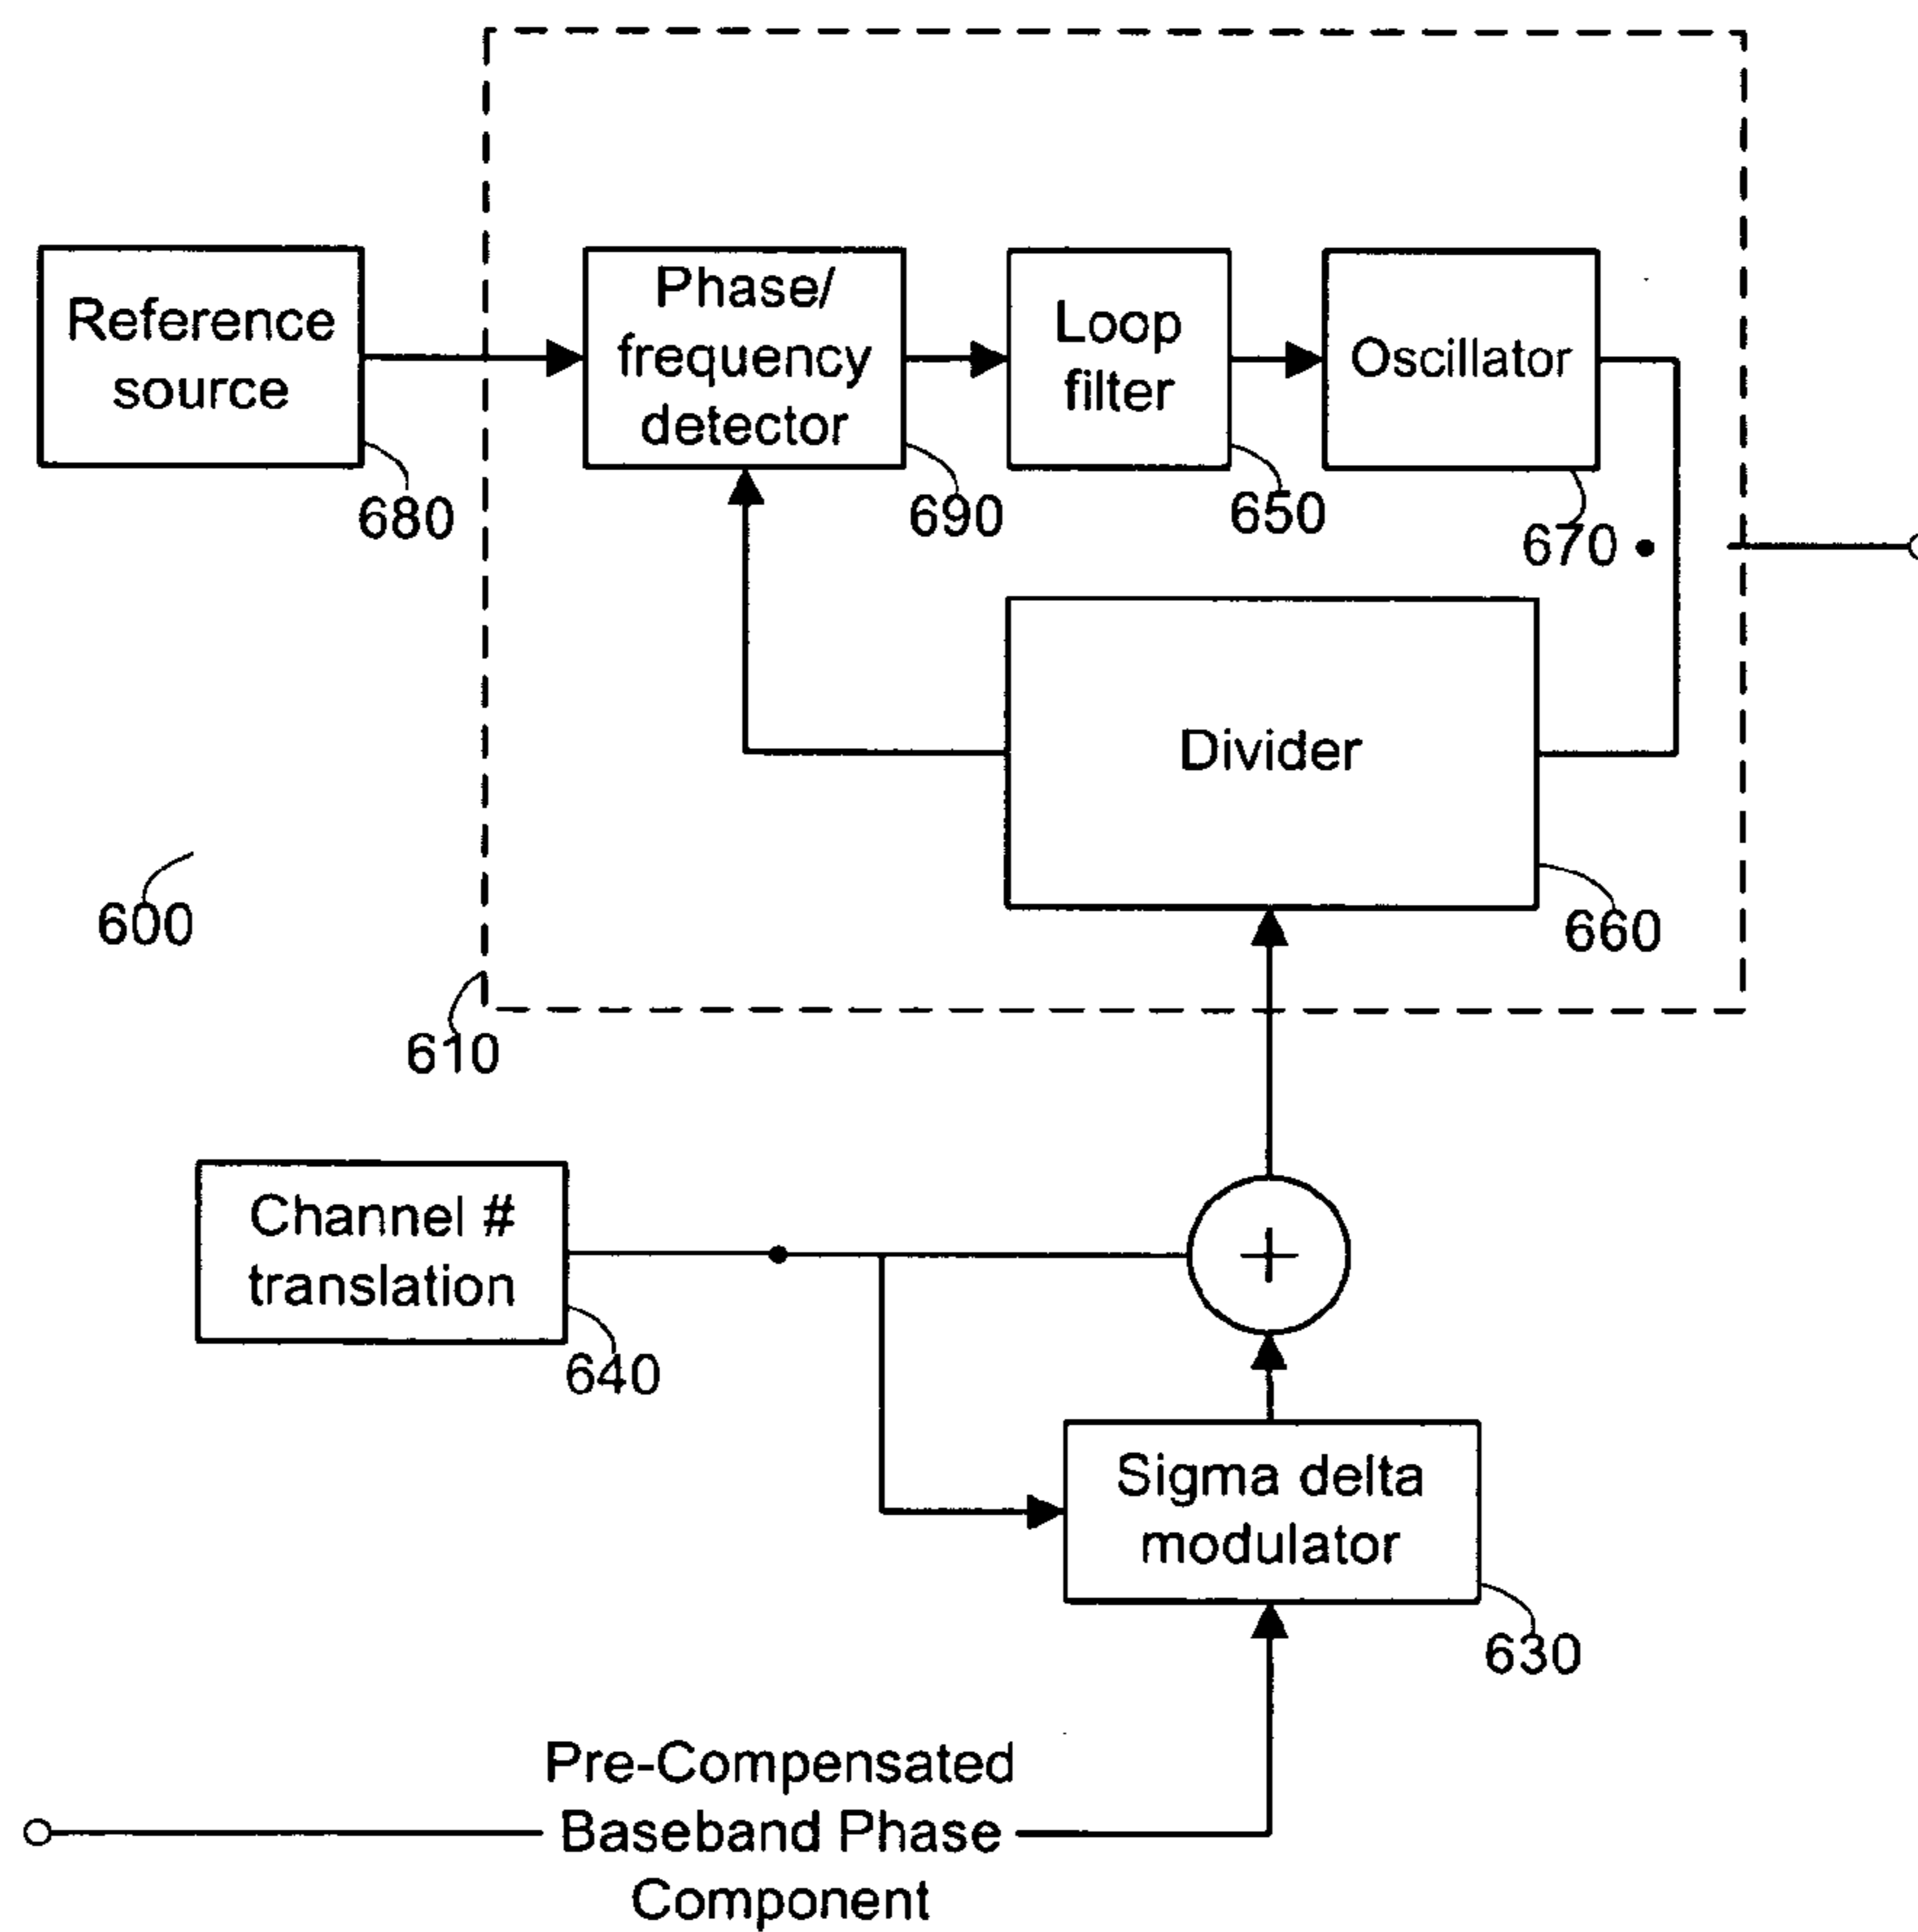 Reference
source
680
Phase/
frequency
detector
690
Loop
filter
650
Oscillator
670
Divider
660
600
610
Channel #
translation
640
+
Sigma delta
modulator
630
Pre-Compensated
Baseband Phase
Component